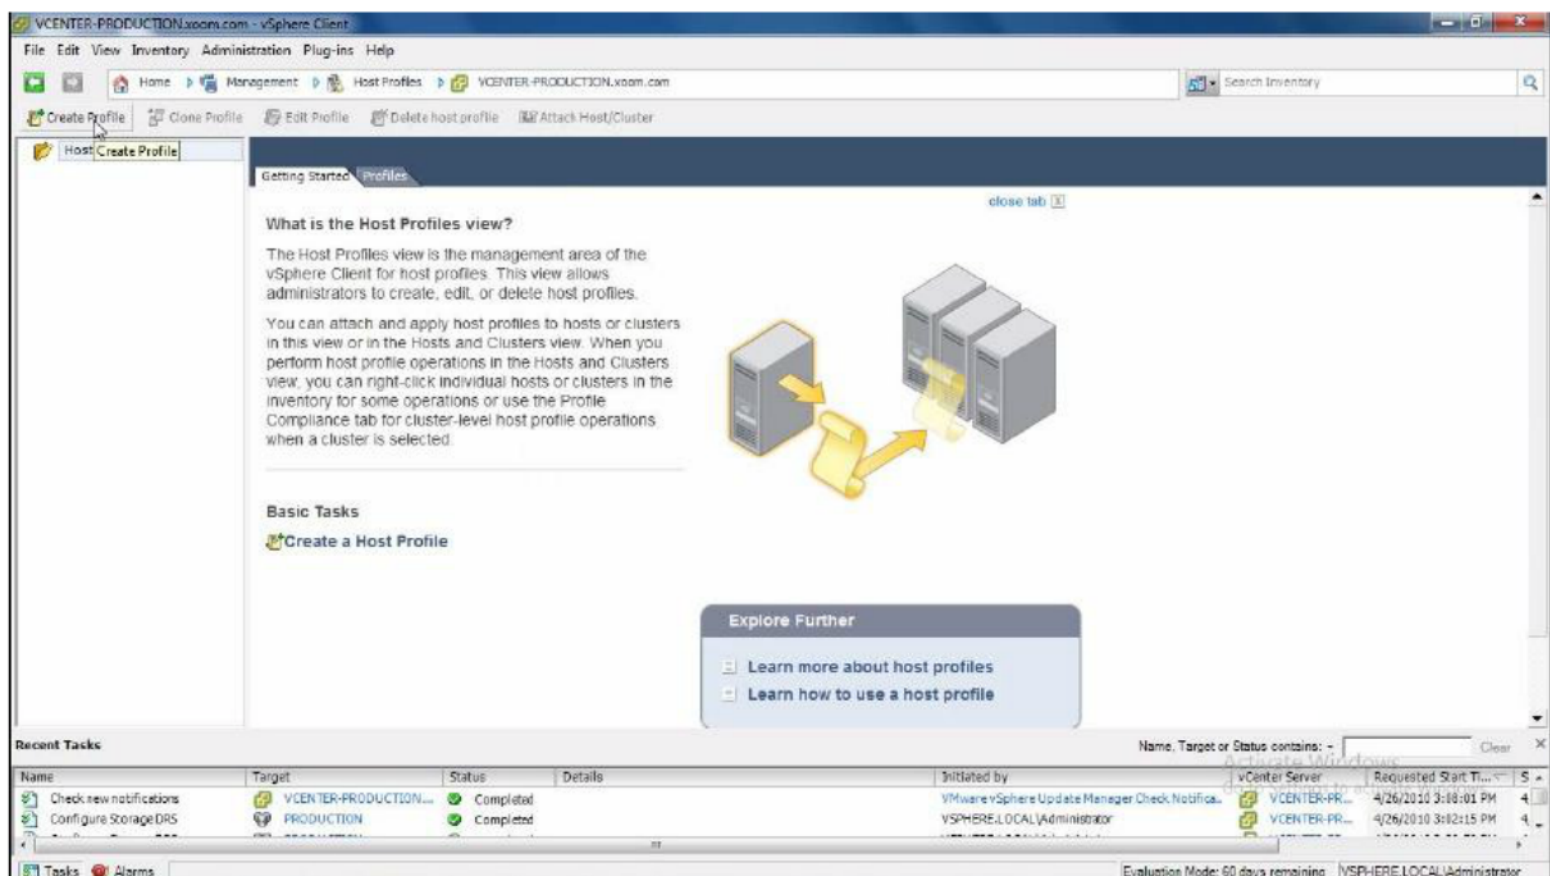 VCENTER-PRODUCTION.xoom.com - vSphere Client
File Edit View Inventory Administration Plug-ins Help
Home Management Host Profiles VCENTER-PRODUCTION.xoom.com
Search Inventory
Create Profile Clone Profile Edit Profile Delete host profile Attach Host/Cluster
Host Create Profile
Getting Started Profiles
close tab
What is the Host Profiles view?
The Host Profiles view is the management area of the
vSphere Client for host profiles. This view allows
administrators to create, edit, or delete host profiles.
You can attach and apply host profiles to hosts or clusters
in this view or in the Hosts and Clusters view. When you
perform host profile operations in the Hosts and Clusters
view, you can right-click individual hosts or clusters in the
inventory for some operations or use the Profile
Compliance tab for cluster-level host profile operations
when a cluster is selected.
Basic Tasks
Create a Host Profile
Explore Further
Learn more about host profiles
Learn how to use a host profile
Recent Tasks
Name, Target or Status contains:
Clear
Activate Windows
Name Target Status Details Initiated by vCenter Server Requested Start Ti... S
Check new notifications VCENTER-PRODUCTION... Completed VMware vSphere Update Manager Check Notifica... VCENTER-PR... 4/26/2010 3:08:01 PM 4
Configure Storage DRS PRODUCTION Completed VSPHERE.LOCAL\Administrator VCENTER-PR... 4/26/2010 3:02:15 PM 4
Tasks Alarms
Evaluation Mode: 60 days remaining VSPHERE.LOCAL\Administrator